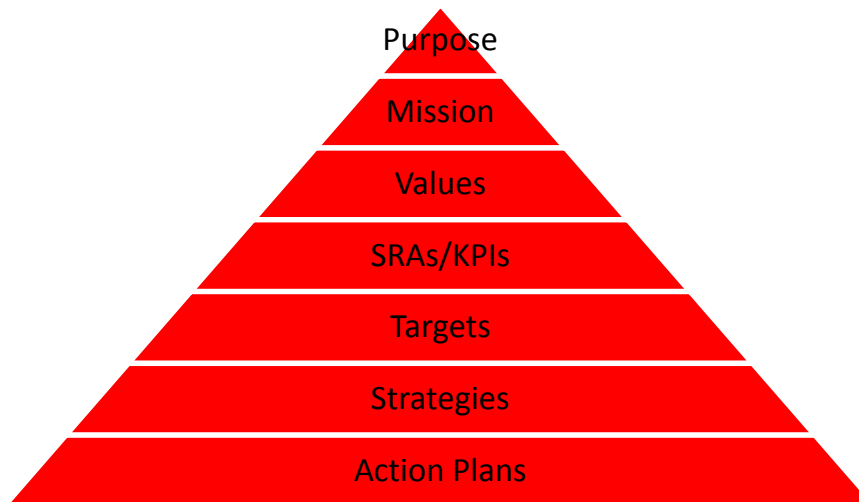 Purpose
Mission
Values
SRAs/KPIs
Targets
Strategies
Action Plans